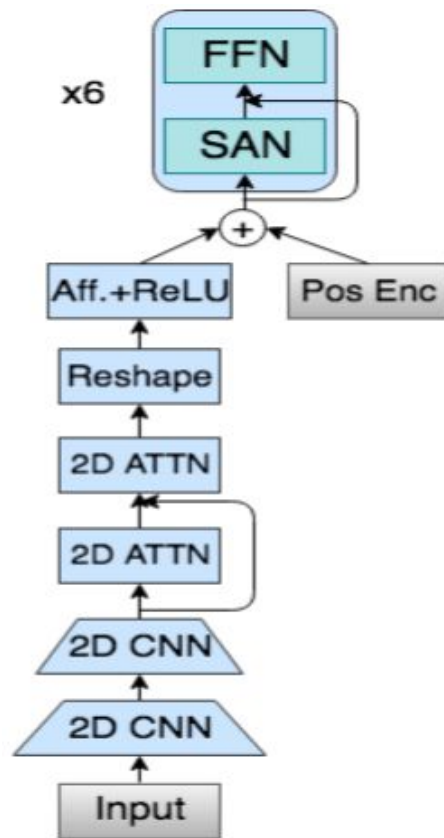 FFN
x6
SAN
+
Aff.+ReLU
Pos Enc
Reshape
2D ATTN
2D ATTN
2D CNN
2D CNN
Input